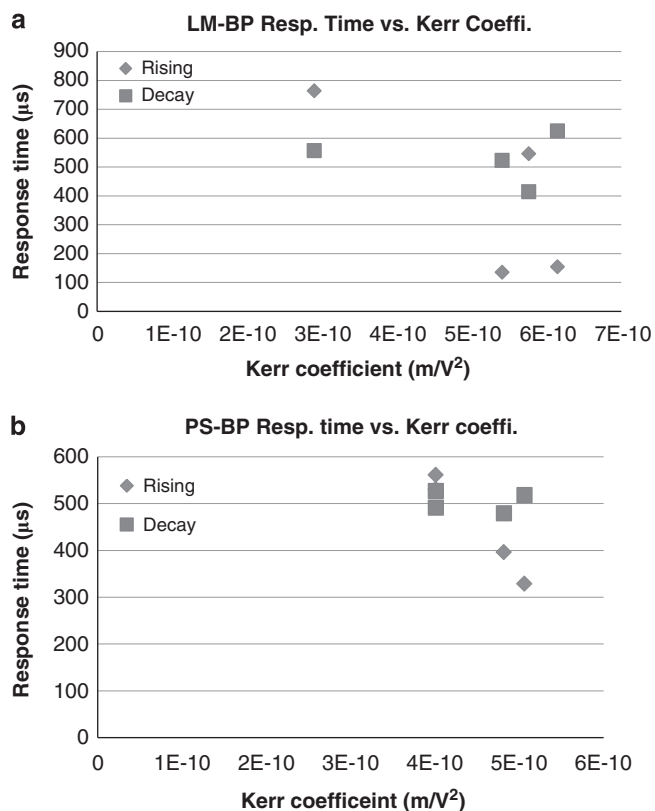 a
LM-BP Resp. Time vs. Kerr Coeffi.
900
800
700
600
500
400
300
200
100
0
Response time (μs)
Rising
Decay
0 1E-10 2E-10 3E-10 4E-10 5E-10 6E-10 7E-10
Kerr coefficient (m/V²)
b
PS-BP Resp. time vs. Kerr coeffi.
600
500
400
300
200
100
0
Response time (μs)
Rising
Decay
0 1E-10 2E-10 3E-10 4E-10 5E-10 6E-10
Kerr coefficeint (m/V²)